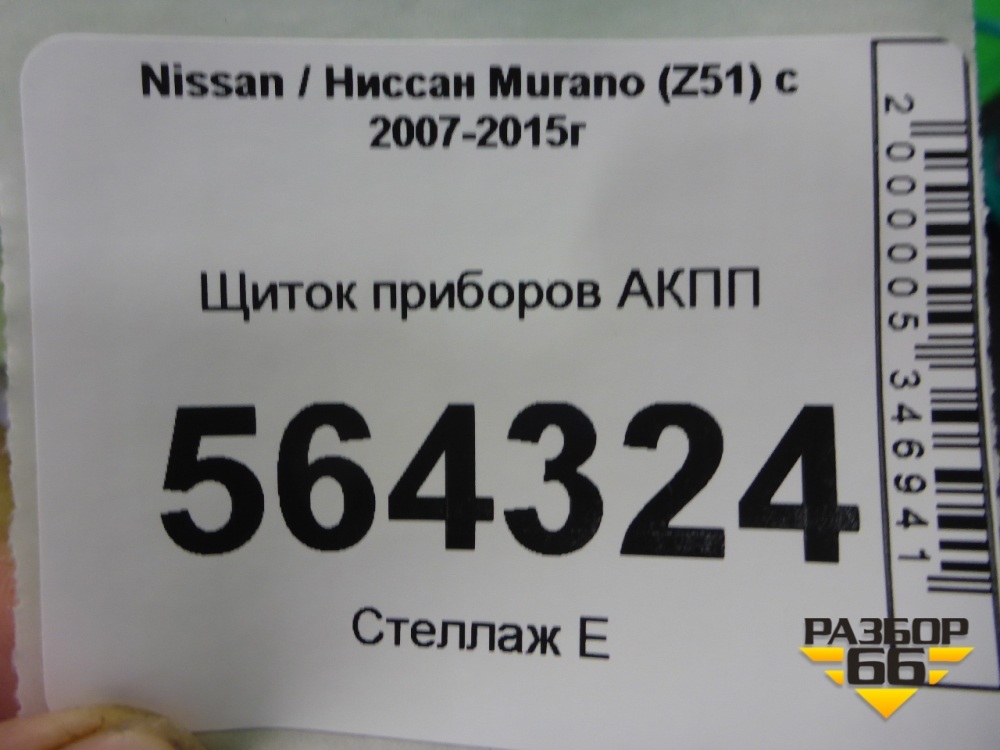 Nissan / Ниссан Murano (Z51) с
2007-2015г
Щиток приборов АКПП
564324
Стеллаж Е
2000005346941
РАЗБОР
66